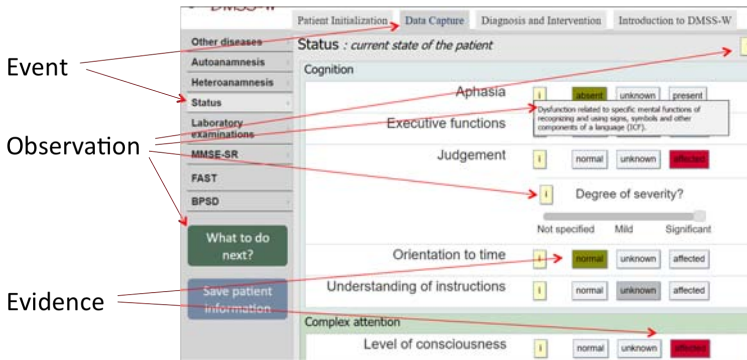 DMSS-W
Patient Initialization Data Capture Diagnosis and Intervention Introduction to DMSS-W
Other diseases
Autoanamnesis
Heteroanamnesis
Status
Laboratory
examinations
MMSE-SR
FAST
BPSD
What to do
next?
Save patient
information
Event
Observation
Evidence
Status : current state of the patient
i
Cognition
Aphasia i absent unknown present
Dysfunction related to specific mental functions of
recognizing and using signs, symbols and other
components of a language (ICF).
Executive functions
Judgement i normal unknown affected
i Degree of severity?
Not specified Mild Significant
Orientation to time i normal unknown affected
Understanding of instructions i normal unknown affected
Complex attention
Level of consciousness i normal unknown affected